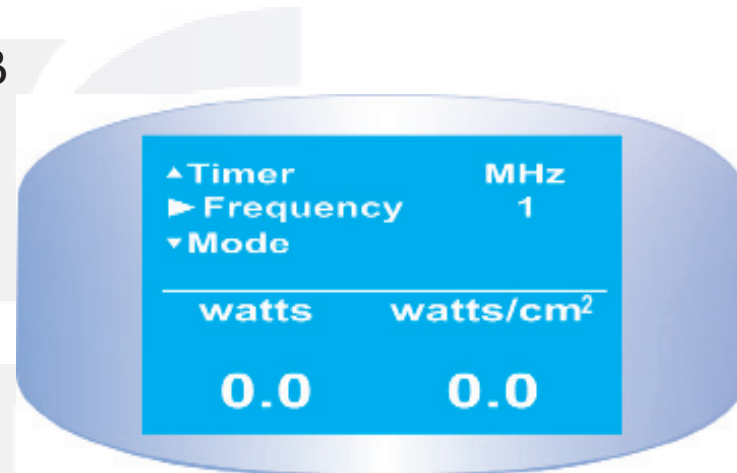 B
▲Timer MHz
►Frequency 1
▼Mode
watts watts/cm²
0.0 0.0